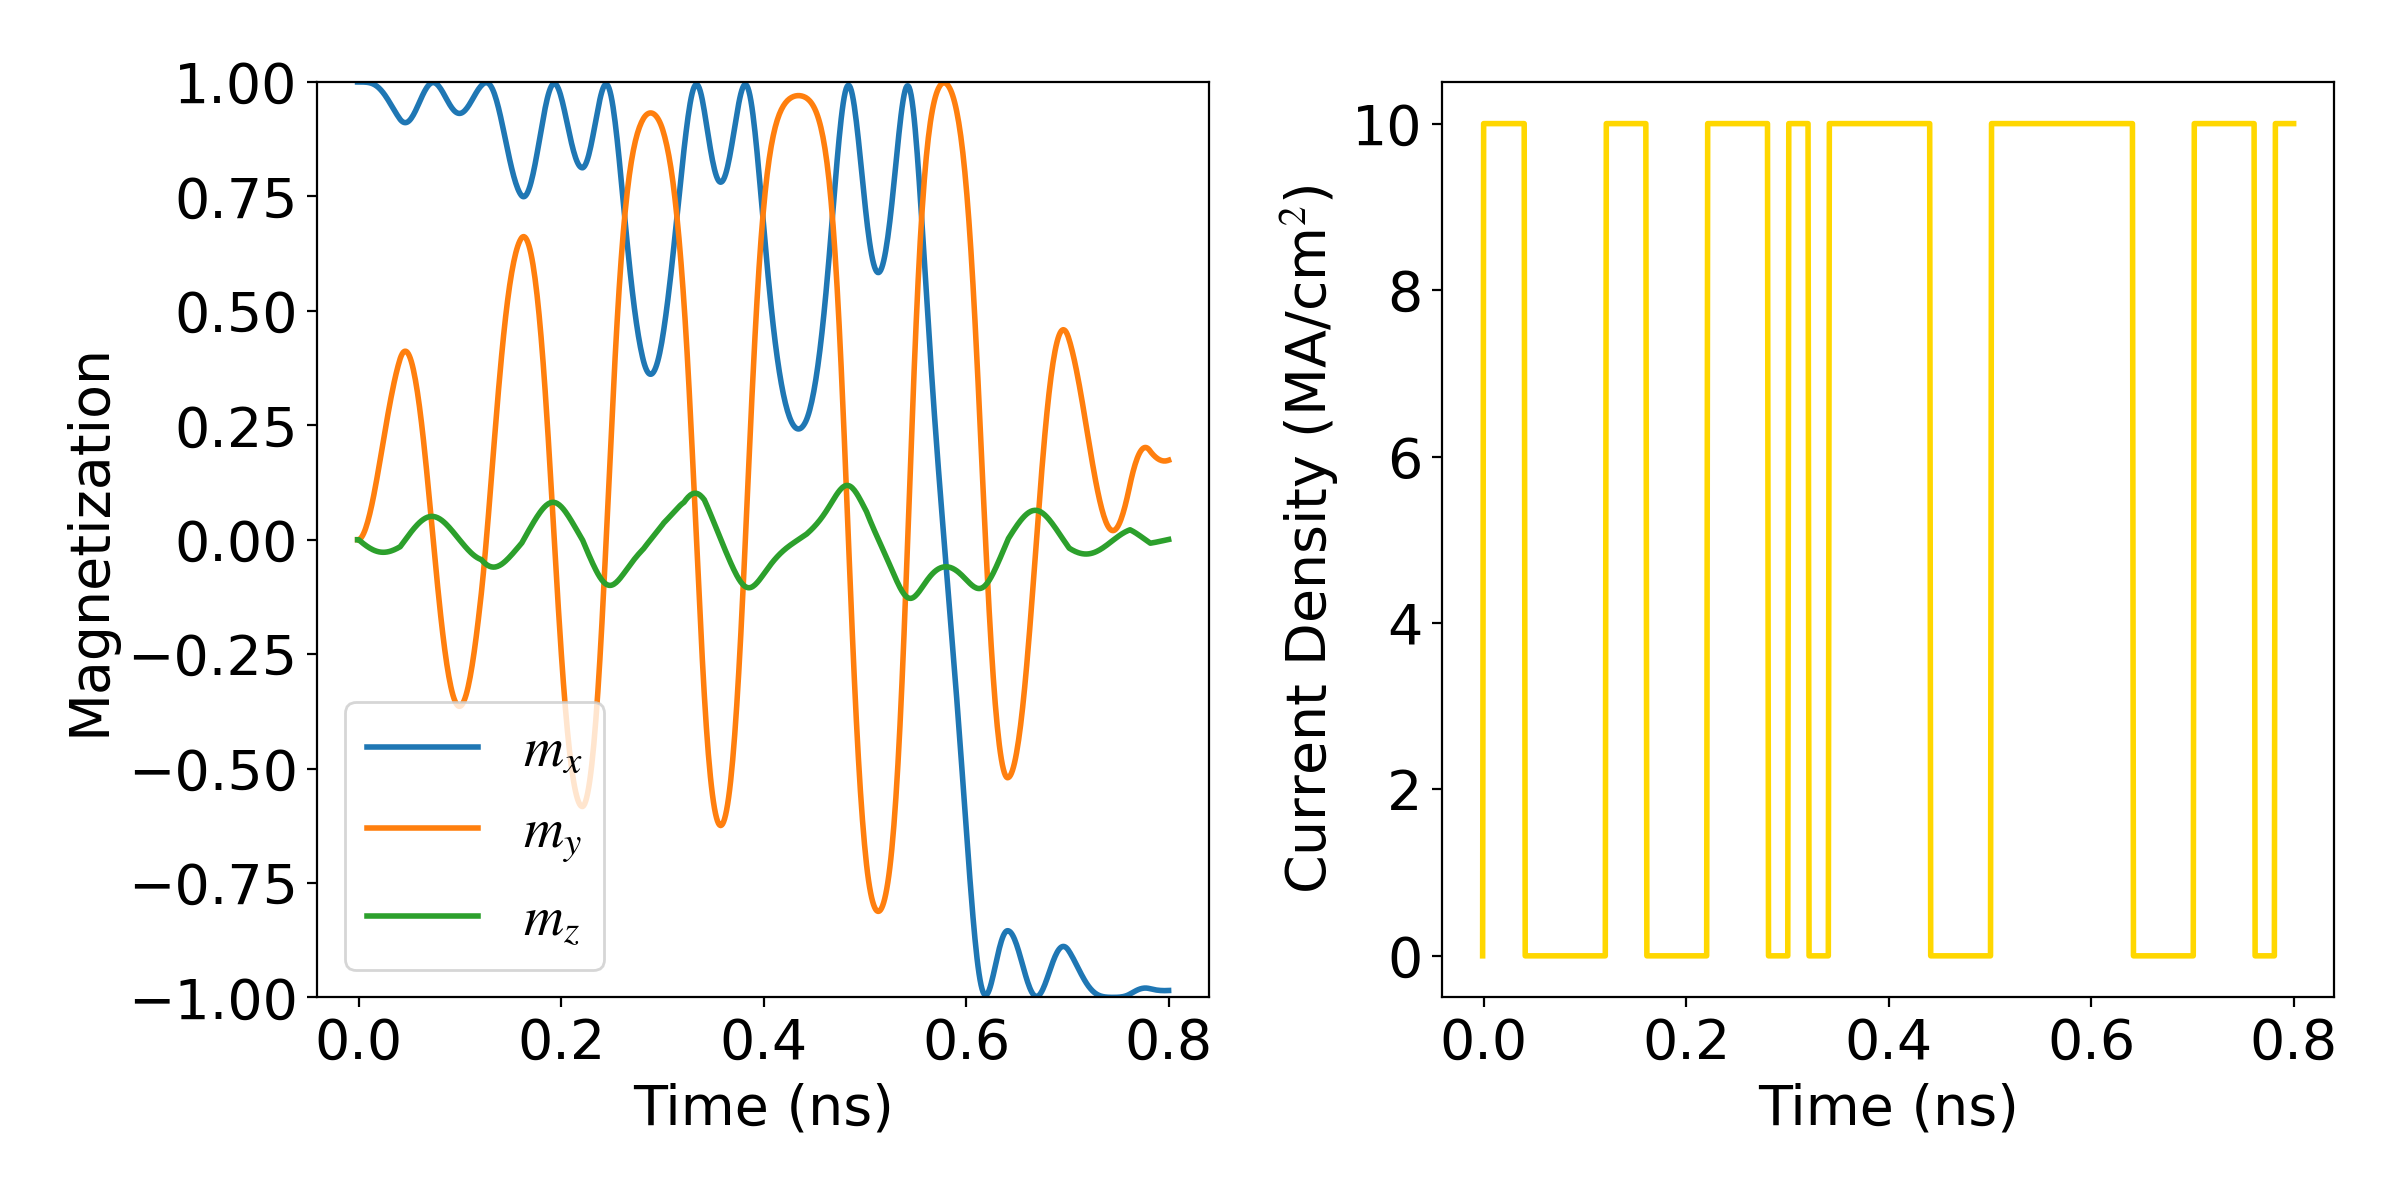 Magnetization
1.00
0.75
0.50
0.25
0.00
−0.25
−0.50
−0.75
−1.00
m_x
m_y
m_z
0.0 0.2 0.4 0.6 0.8
Time (ns)
Current Density (MA/cm²)
10
8
6
4
2
0
0.0 0.2 0.4 0.6 0.8
Time (ns)